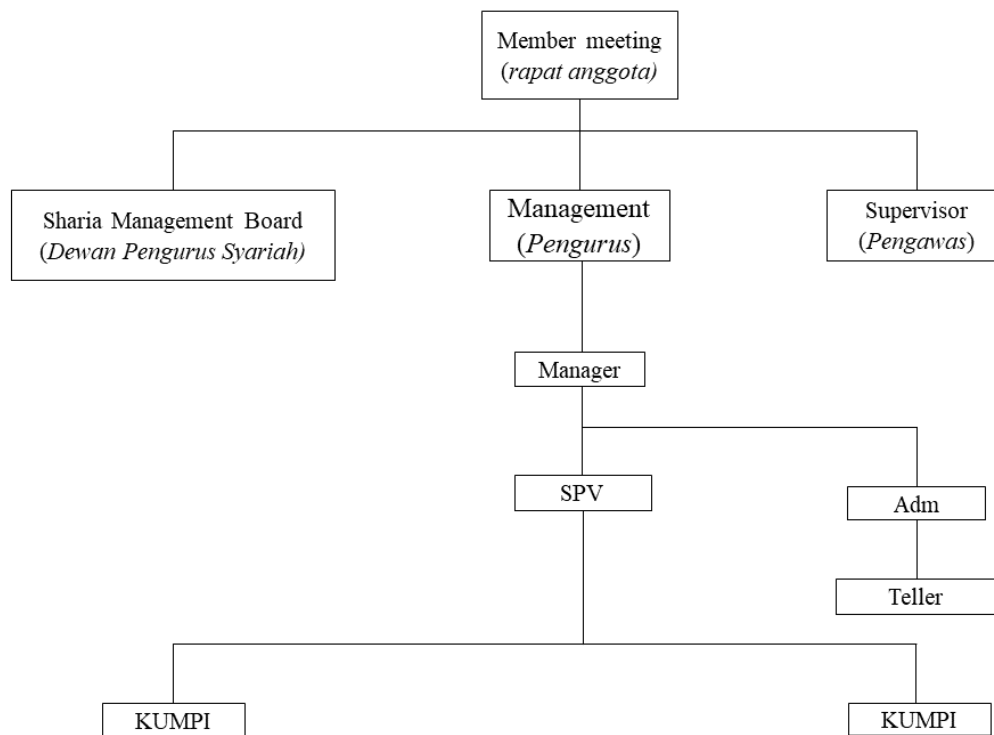 Member meeting
(rapat anggota)
Sharia Management Board
(Dewan Pengurus Syariah)
Management
(Pengurus)
Supervisor
(Pengawas)
Manager
SPV
Adm
Teller
KUMPI
KUMPI